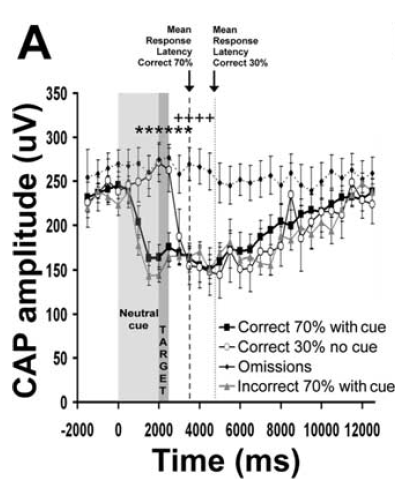 A
Mean
Response
Latency
Correct 70%
Mean
Response
Latency
Correct 30%
CAP amplitude (uV)
350
300
250
200
150
100
50
0
++++
******
Neutral
cue
TARGET
Correct 70% with cue
Correct 30% no cue
Omissions
Incorrect 70% with cue
-2000 0 2000 4000 6000 8000 10000 12000
Time (ms)